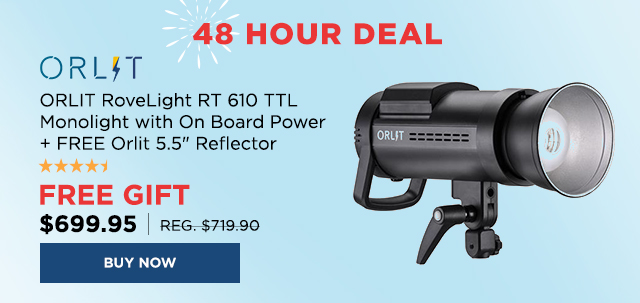 48 HOUR DEAL
ORLIT
ORLIT RoveLight RT 610 TTL
Monolight with On Board Power
+ FREE Orlit 5.5" Reflector
FREE GIFT
$699.95 | REG. $719.90
BUY NOW
ORLIT